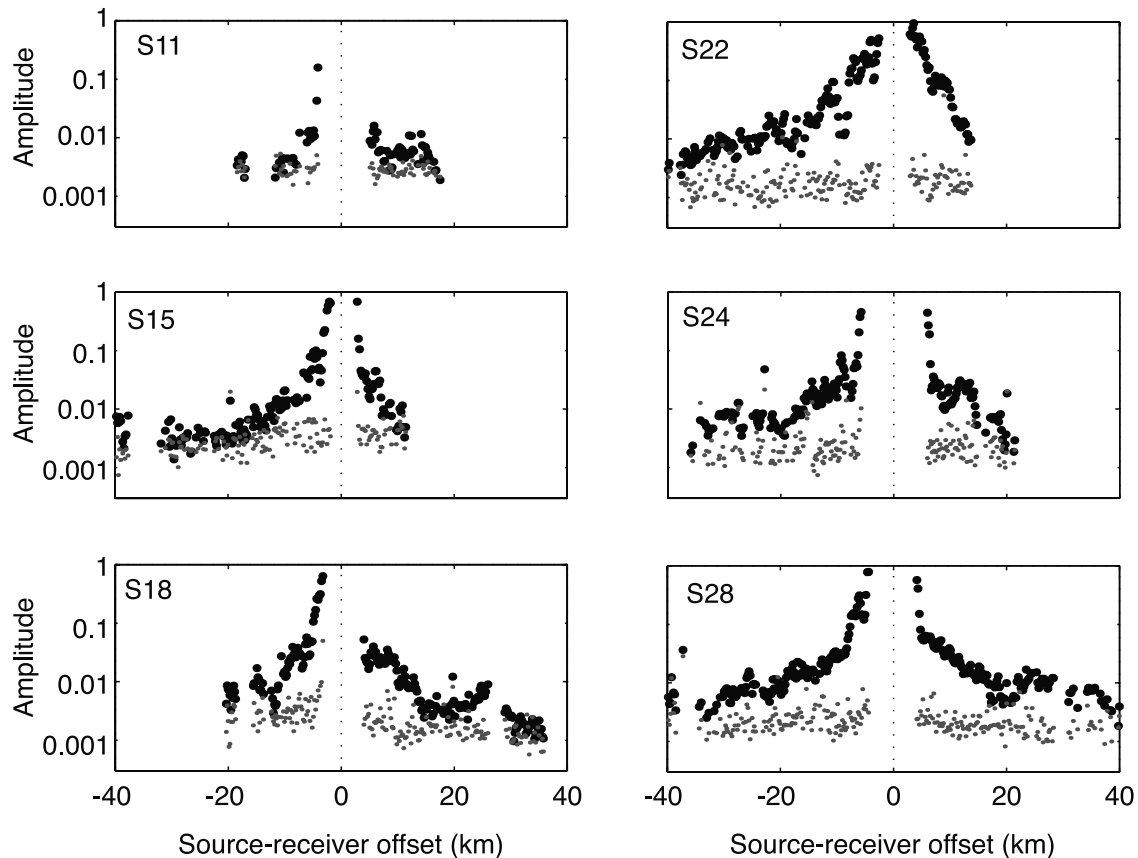 S11
Amplitude
1
0.1
0.01
0.001
S22
S15
Amplitude
1
0.1
0.01
0.001
S24
S18
Amplitude
1
0.1
0.01
0.001
-40 -20 0 20 40
Source-receiver offset (km)
S28
-40 -20 0 20 40
Source-receiver offset (km)